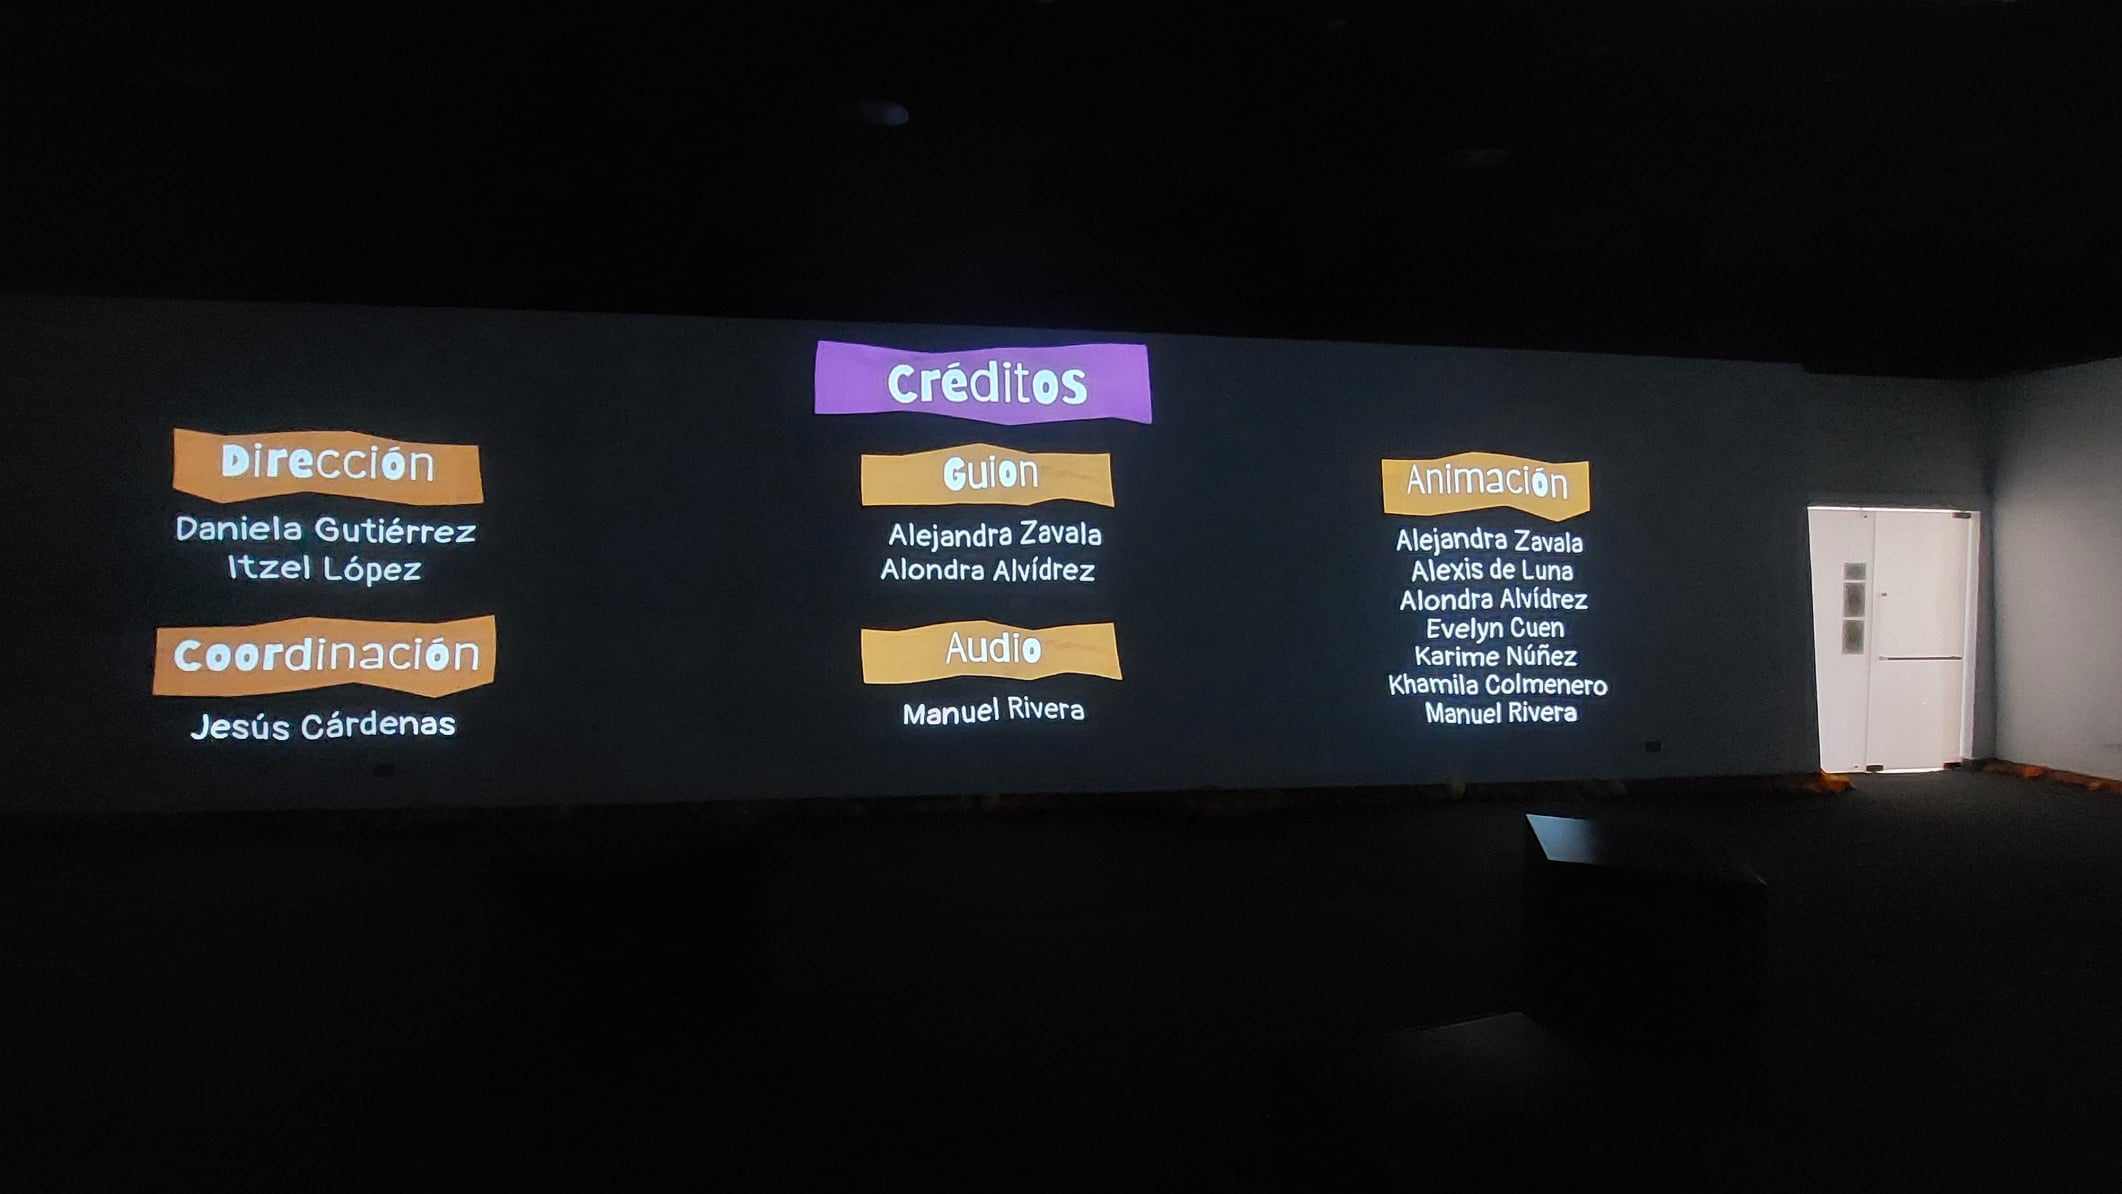 Créditos
Dirección
Daniela Gutiérrez
Itzel López
Coordinación
Jesús Cárdenas
Guion
Alejandra Zavala
Alondra Alvídrez
Audio
Manuel Rivera
Animación
Alejandra Zavala
Alexis de Luna
Alondra Alvídrez
Evelyn Cuen
Karime Núñez
Khamila Colmenero
Manuel Rivera